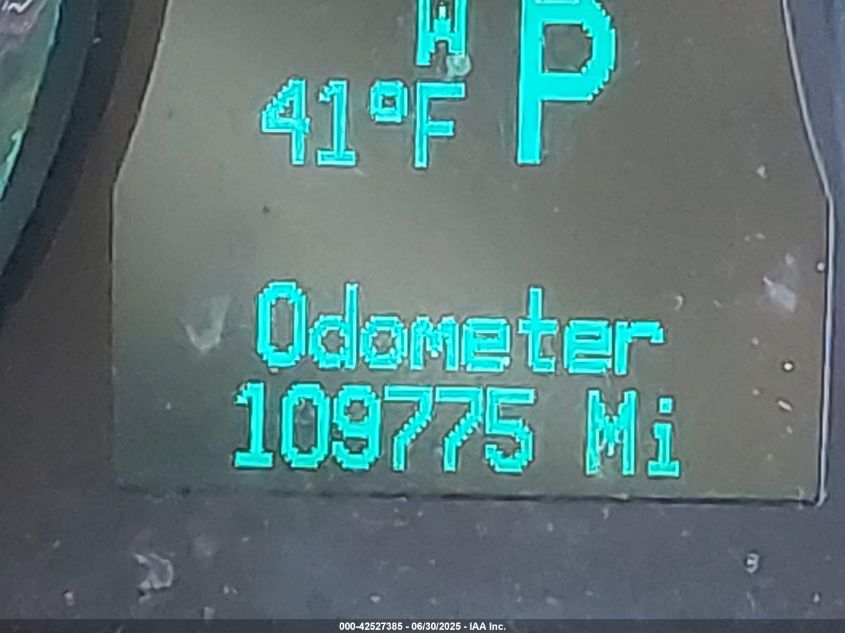 W P
41°F
Odometer
109775 Mi
000-42527385 - 06/30/2025 - IAA Inc.